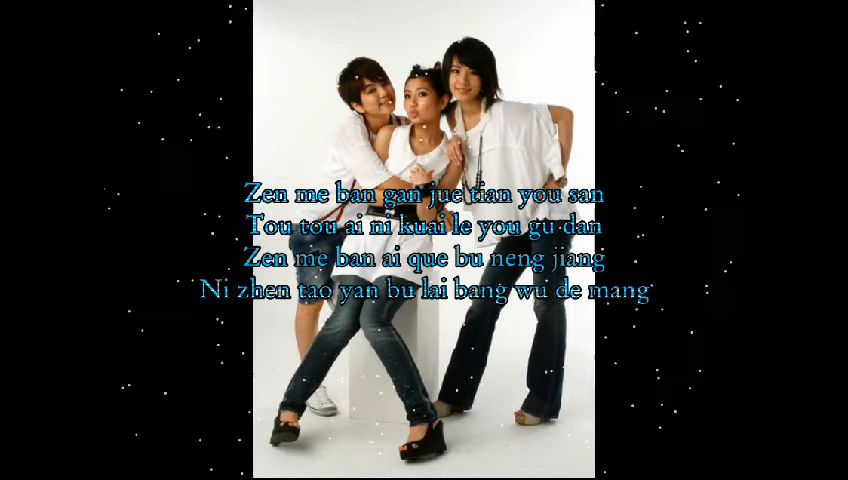 Zen me ban gan jue tian you san
Tou tou ai ni kuai le you gu dan
Zen me ban ai que bu neng jiang
Ni zhen tao yan bu lai bang wu de mang